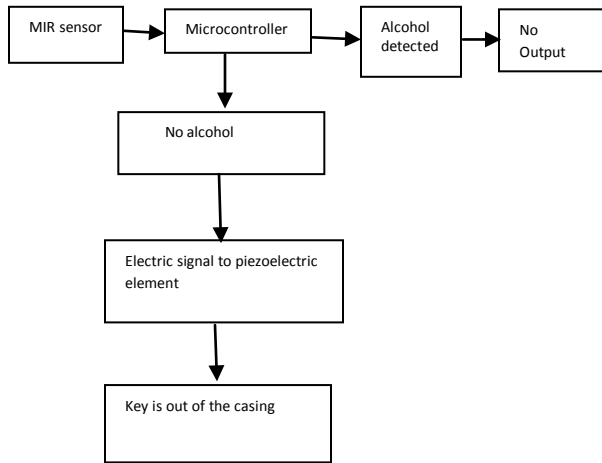 MIR sensor
Microcontroller
Alcohol
detected
No
Output
No alcohol
Electric signal to piezoelectric
element
Key is out of the casing